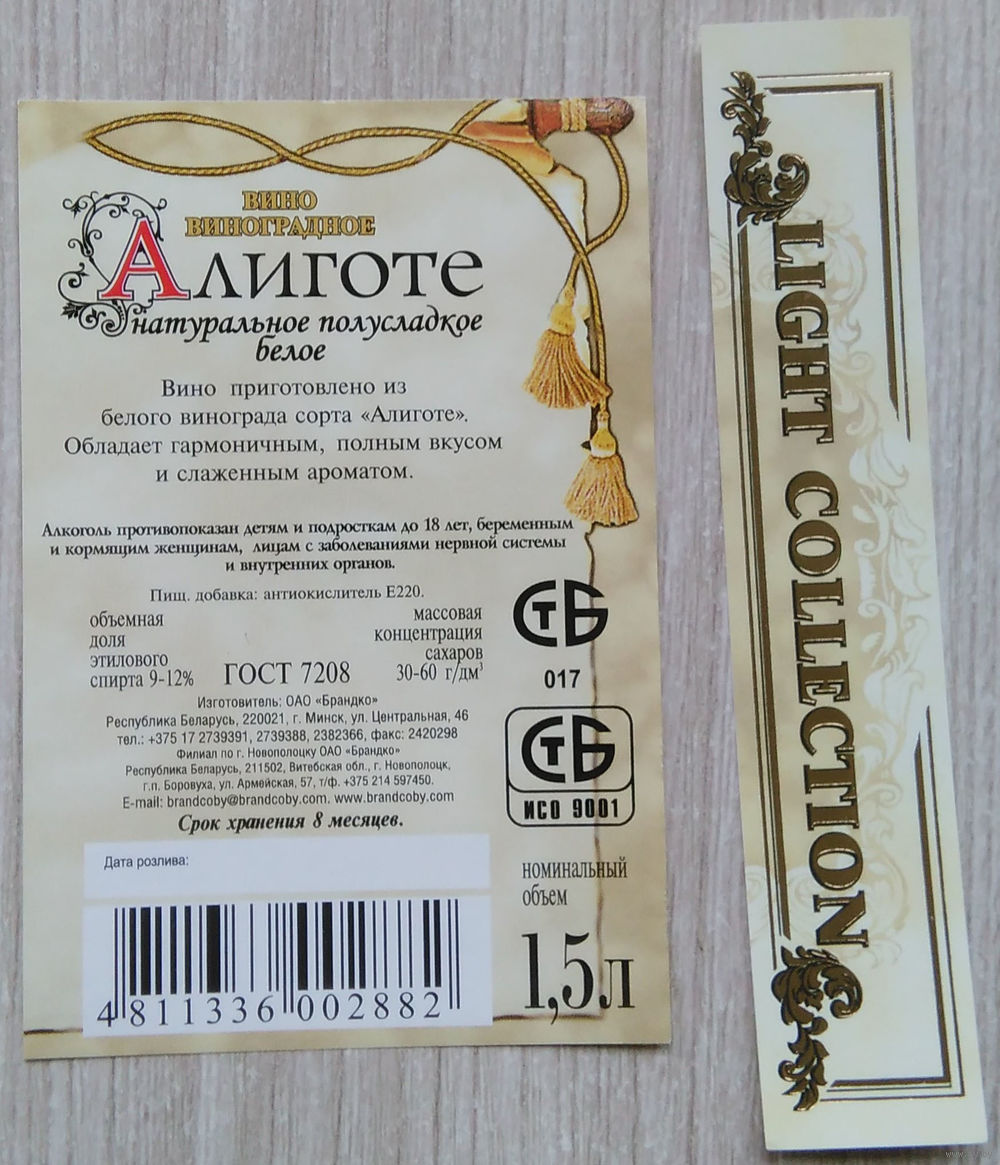 ВИНО
ВИНОГРАДНОЕ
Алиготе
натуральное полусладкое
белое
Вино приготовлено из
белого винограда сорта «Алиготе».
Обладает гармоничным, полным вкусом
и слаженным ароматом.
Алкоголь противопоказан детям и подросткам до 18 лет, беременным
и кормящим женщинам, лицам с заболеваниями нервной системы
и внутренних органов.
Пищ. добавка: антиокислитель Е220.
объемная
доля
этилового
спирта 9-12%
ГОСТ 7208
массовая
концентрация
сахаров
30-60 г/дм³
СТБ
017
СТБ
ИСО 9001
Изготовитель: ОАО «Брандко»
Республика Беларусь, 220021, г. Минск, ул. Центральная, 46
тел.: +375 17 2739391, 2739388, 2382366, факс: 2420298
Филиал по г. Новополоцку ОАО «Брандко»
Республика Беларусь, 211502, Витебская обл., г. Новополоцк,
г.п. Боровуха, ул. Армейская, 57, т/ф. +375 214 597450.
E-mail: brandcoby@brandcoby.com. www.brandcoby.com
Срок хранения 8 месяцев.
Дата розлива:
4 811336 002882
номинальный
объем
1,5л
LIGHT COLLECTION